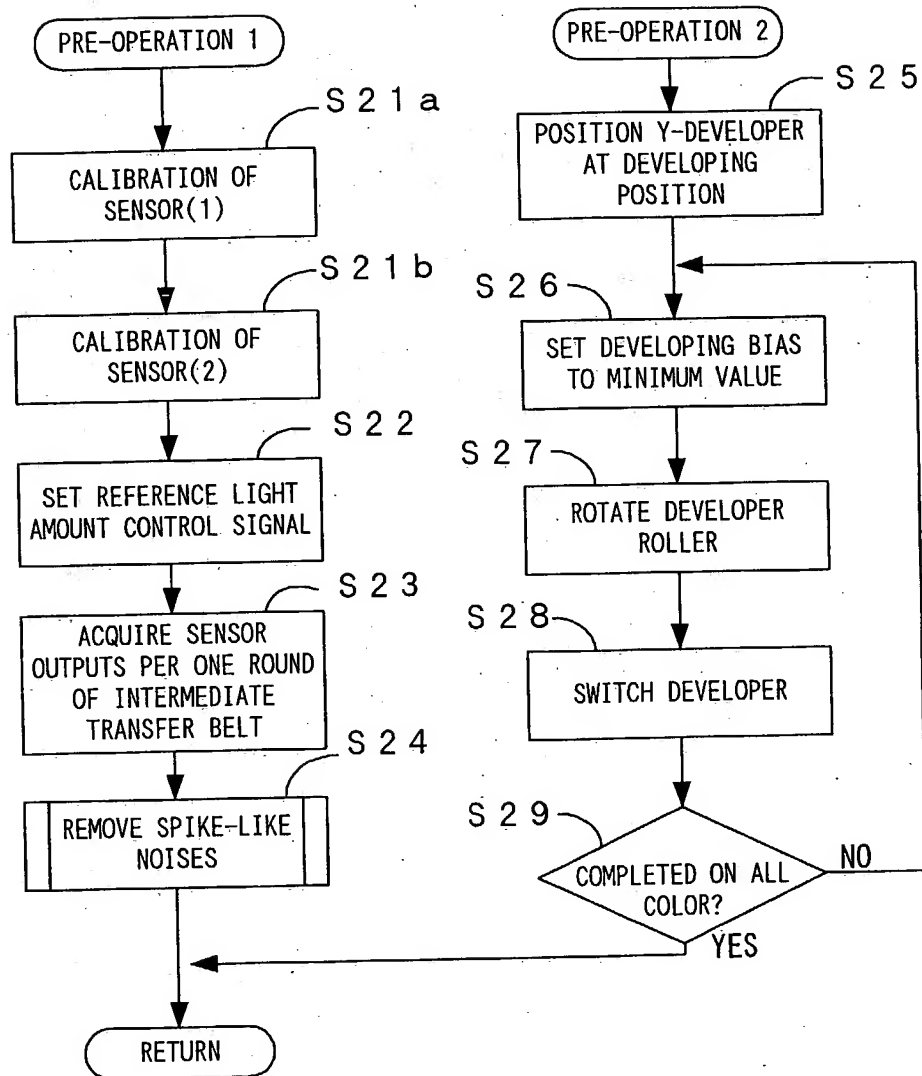 PRE-OPERATION 1
S21a
CALIBRATION OF
SENSOR(1)
S21b
CALIBRATION OF
SENSOR(2)
S22
SET REFERENCE LIGHT
AMOUNT CONTROL SIGNAL
S23
ACQUIRE SENSOR
OUTPUTS PER ONE ROUND
OF INTERMEDIATE
TRANSFER BELT
S24
REMOVE SPIKE-LIKE
NOISES
RETURN
PRE-OPERATION 2
S25
POSITION Y-DEVELOPER
AT DEVELOPING
POSITION
S26
SET DEVELOPING BIAS
TO MINIMUM VALUE
S27
ROTATE DEVELOPER
ROLLER
S28
SWITCH DEVELOPER
S29
COMPLETED ON ALL
COLOR?
NO
YES